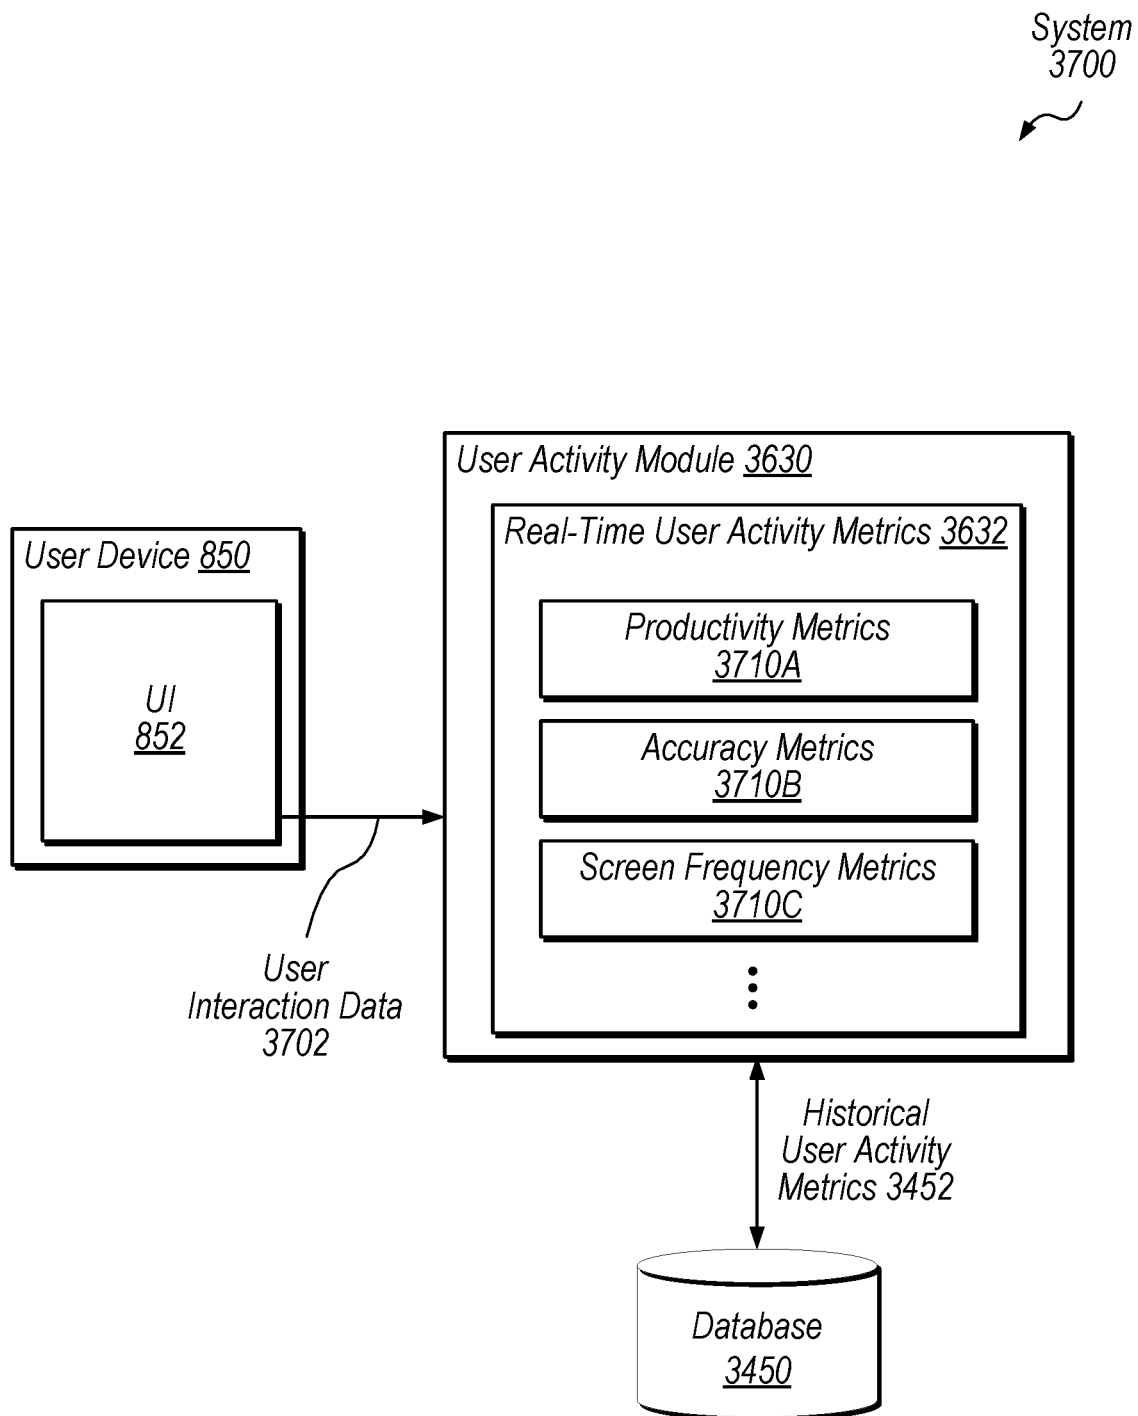 System
3700
User Activity Module 3630
Real-Time User Activity Metrics 3632
User Device 850
Productivity Metrics
3710A
UI
852
Accuracy Metrics
3710B
Screen Frequency Metrics
3710C
User
Interaction Data
3702
Historical
User Activity
Metrics 3452
Database
3450